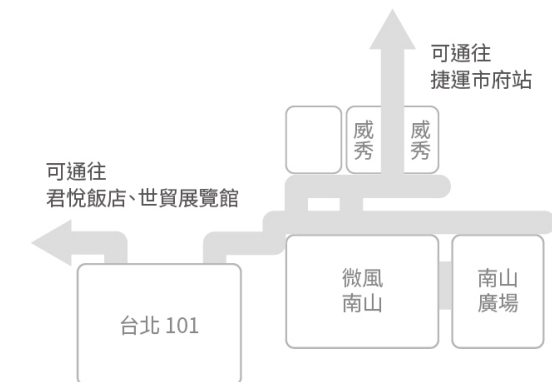 可通往
捷運市府站
威秀
威秀
可通往
君悅飯店、世貿展覽館
微風
南山
南山
廣場
台北 101